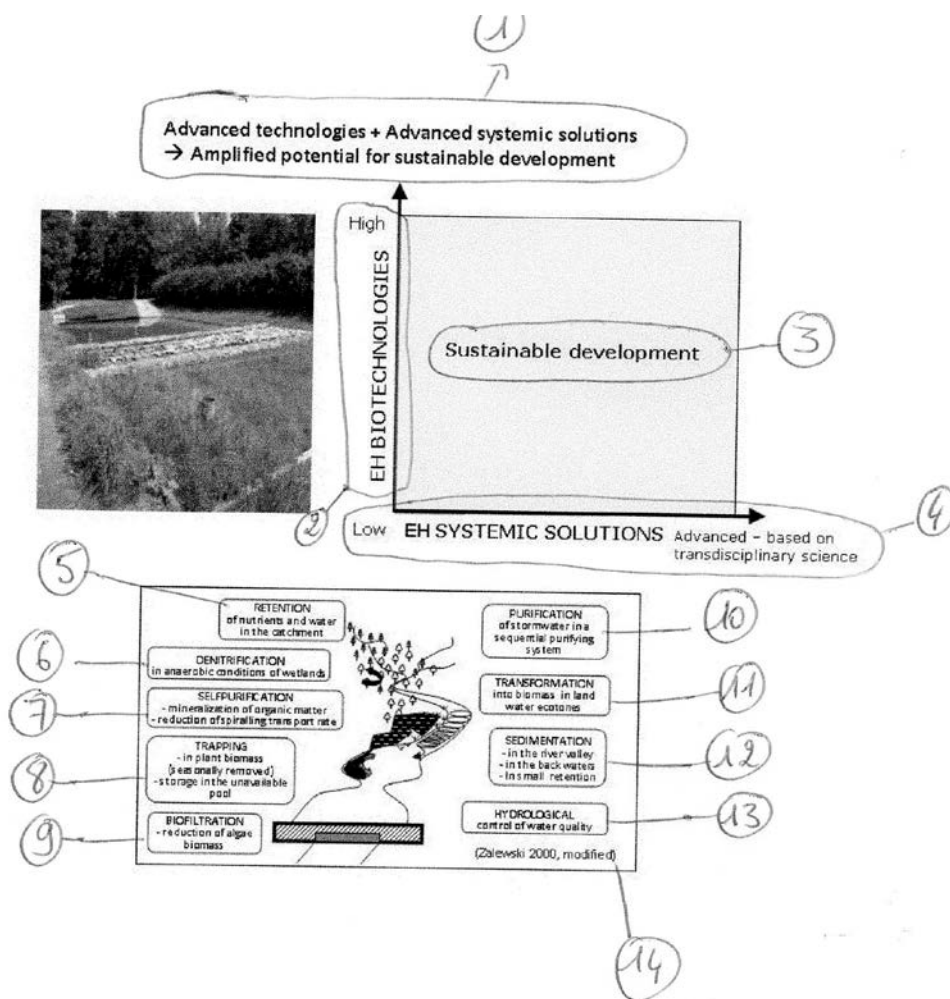 1
Advanced technologies + Advanced systemic solutions
→ Amplified potential for sustainable development
High
EH BIOTECHNOLOGIES
2
Sustainable development
3
Low EH SYSTEMIC SOLUTIONS Advanced – based on
transdisciplinary science
4
5
RETENTION
of nutrients and water
in the catchment
6
DENITRIFICATION
in anaerobic conditions of wetlands
7
SELFPURIFICATION
- mineralization of organic matter
- reduction of spiralling transport rate
8
TRAPPING
- in plant biomass
(seasonally removed)
- storage in the unavailable
pool
9
BIOFILTRATION
- reduction of algae
biomass
10
PURIFICATION
of stormwater in a
sequential purifying
system
11
TRANSFORMATION
into biomass in land
water ecotones
12
SEDIMENTATION
- in the river valley
- in the back waters
- In small retention
13
HYDROLOGICAL
control of water quality
(Zalewski 2000, modified)
14